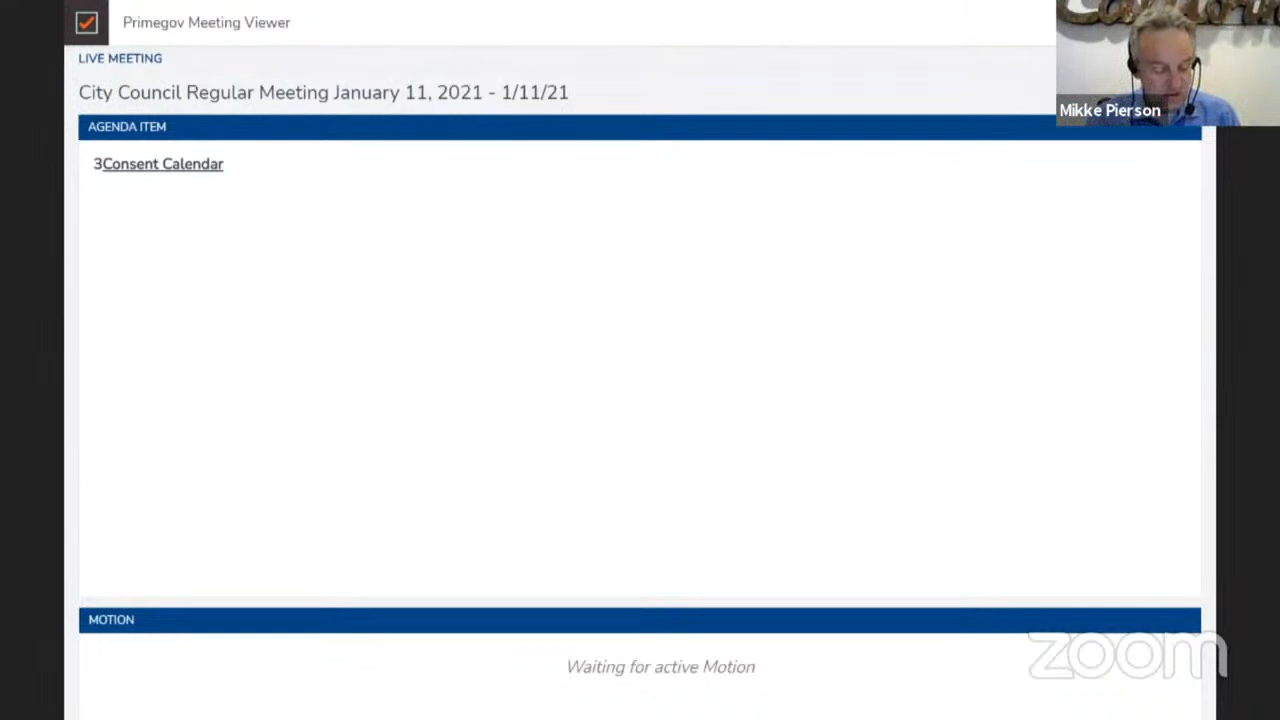 Primegov Meeting Viewer
LIVE MEETING
City Council Regular Meeting January 11, 2021 - 1/11/21
AGENDA ITEM
Mikke Pierson
3Consent Calendar
MOTION
Waiting for active Motion
zoom